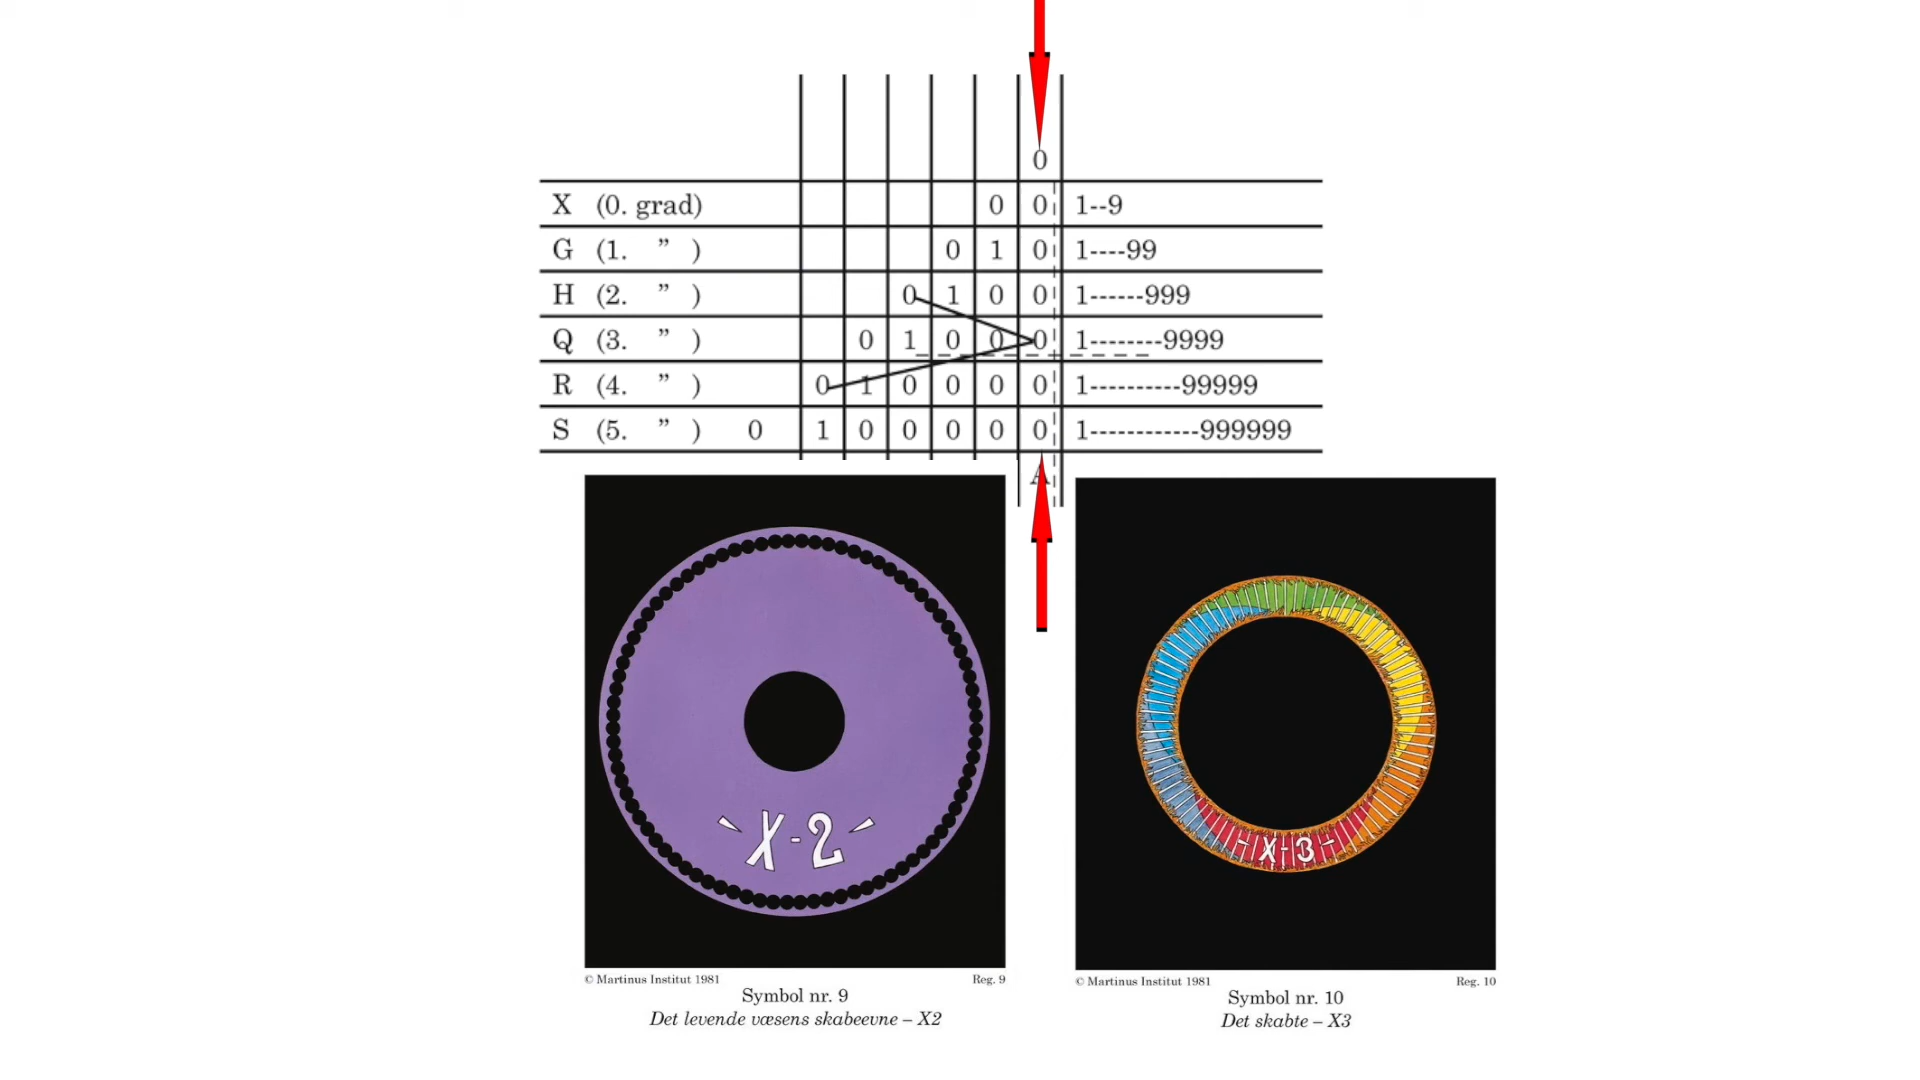 0
X (0. grad) 0 0 1--9
G (1. ” ) 0 1 0 1----99
H (2. ” ) 0 1 0 0 1------999
Q (3. ” ) 0 1 0 0 0 1--------9999
R (4. ” ) 0 1 0 0 0 0 1----------99999
S (5. ” ) 0 1 0 0 0 0 0 1------------999999
A
X-2
-X-3-
© Martinus Institut 1981 Reg. 9
Symbol nr. 9
Det levende væsens skabeevne – X2
© Martinus Institut 1981 Reg. 10
Symbol nr. 10
Det skabte – X3